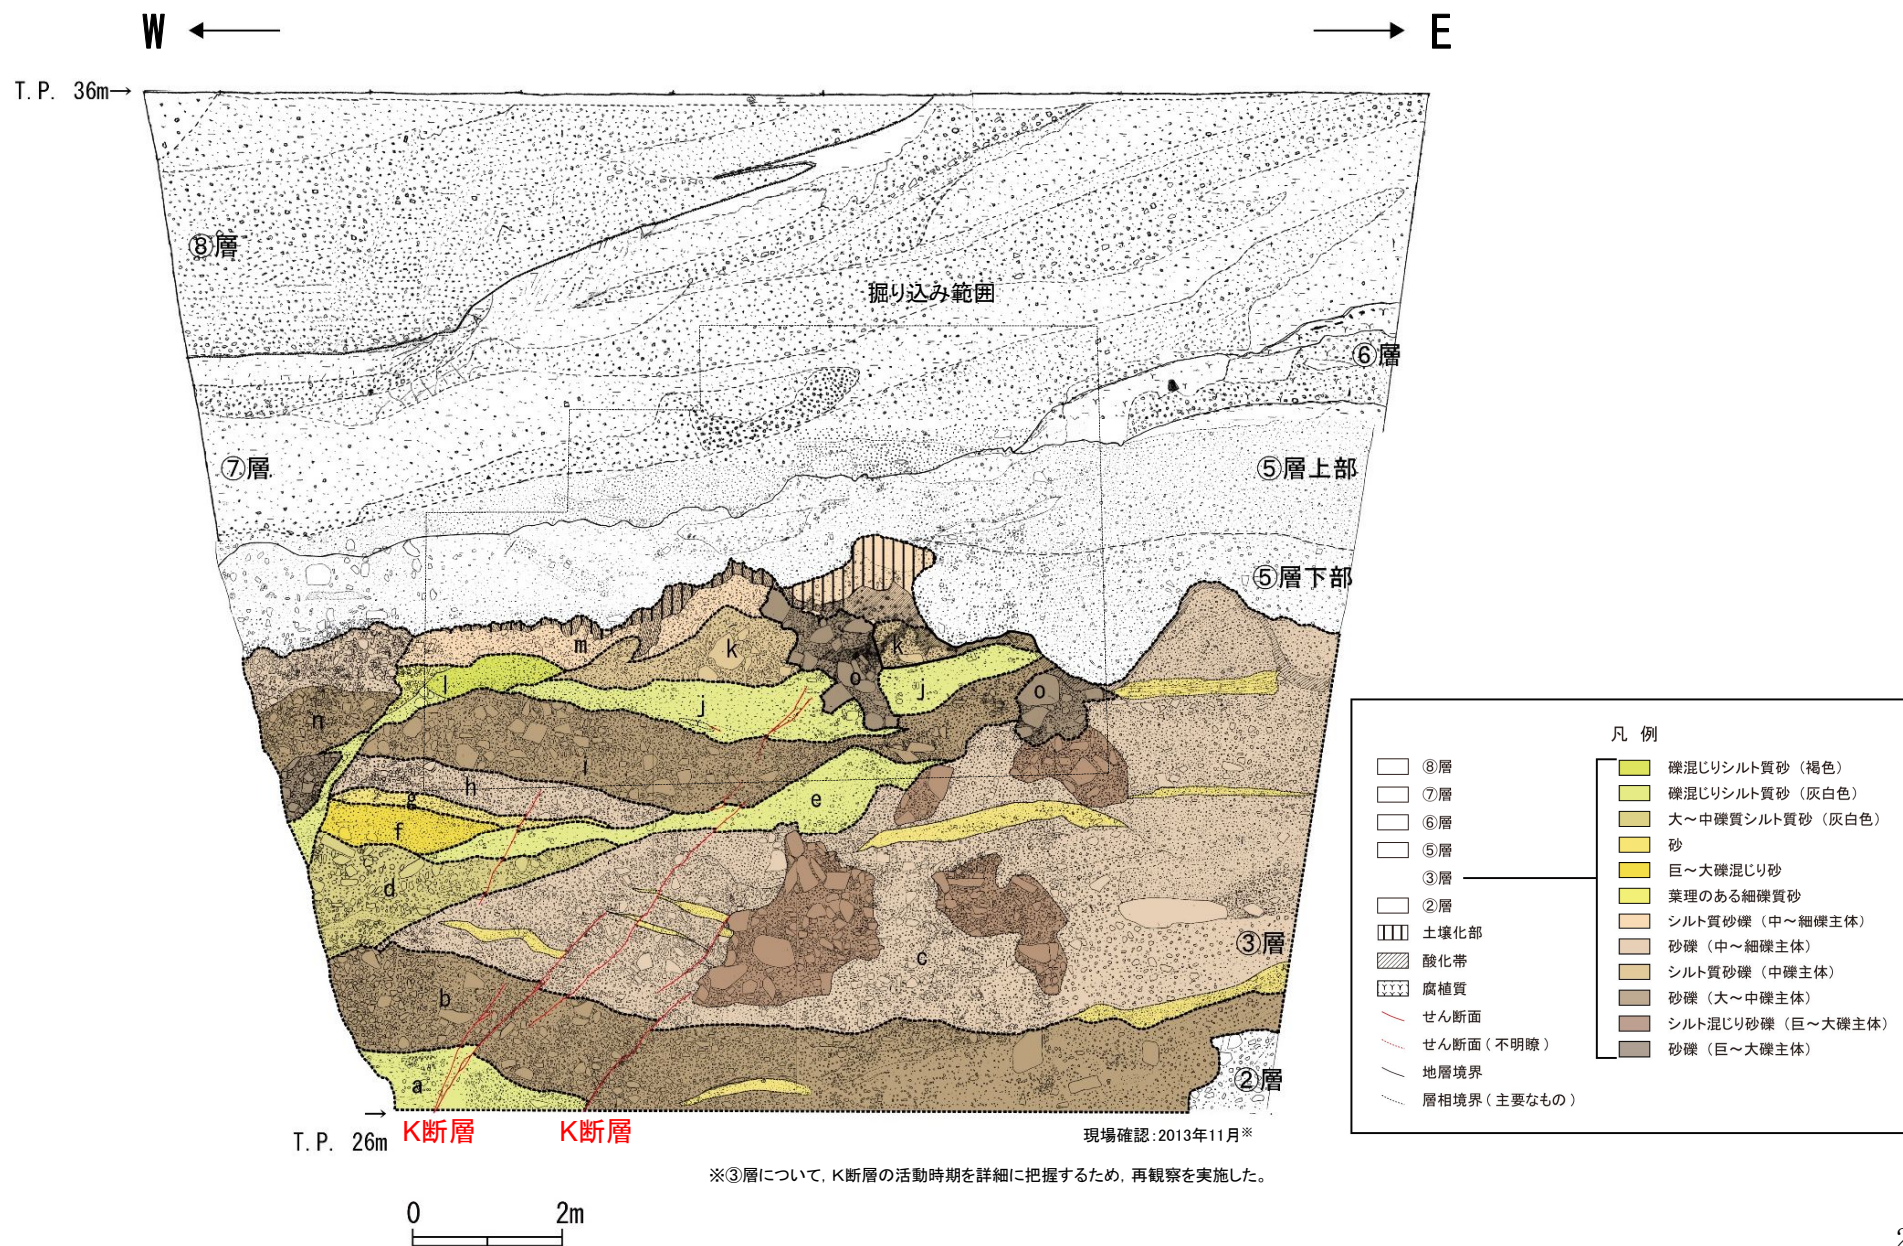 W E
T.P. 36m→
⑧層
掘り込み範囲
⑥層
⑦層
⑤層上部
⑤層下部
m
k
k
l
j
j
o
o
n
i
h
g
f
e
d
c
③層
b
a
②層
→
T.P. 26m
K断層
K断層
現場確認:2013年11月※
※③層について，K断層の活動時期を詳細に把握するため，再観察を実施した。
0 2m
凡 例
⑧層
⑦層
⑥層
⑤層
③層
②層
土壌化部
酸化帯
腐植質
せん断面
せん断面（不明瞭）
地層境界
層相境界（主要なもの）
礫混じりシルト質砂（褐色）
礫混じりシルト質砂（灰白色）
大～中礫質シルト質砂（灰白色）
砂
巨～大礫混じり砂
葉理のある細礫質砂
シルト質砂礫（中～細礫主体）
砂礫（中～細礫主体）
シルト質砂礫（中礫主体）
砂礫（大～中礫主体）
シルト混じり砂礫（巨～大礫主体）
砂礫（巨～大礫主体）